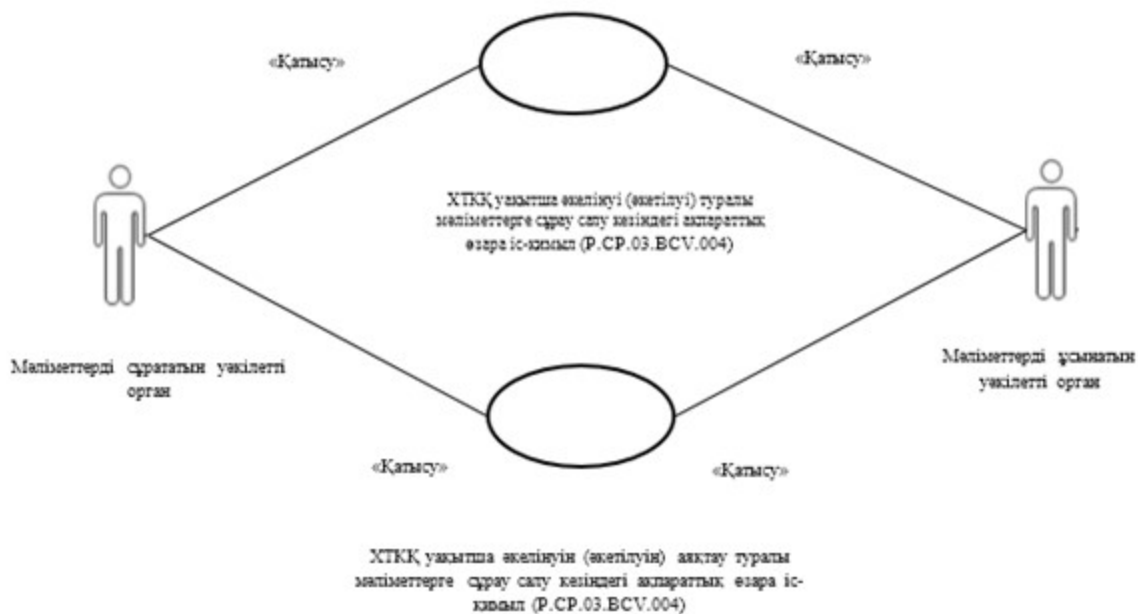 «Қатысу»
«Қатысу»
ХТКҚ уақытша әкелінуі (әкетілуі) туралы
мәліметтерге сұрау салу кезіндегі ақпараттық
өзара іс-қимыл (P.CP.03.BCV.004)
Мәліметтерді сұрататын уәкілетті
орган
Мәліметтерді ұсынатын
уәкілетті орган
«Қатысу»
«Қатысу»
ХТКҚ уақытша әкелінуін (әкетілуін) аяқтау туралы
мәліметтерге сұрау салу кезіндегі ақпараттық өзара іс-
қимыл (P.CP.03.BCV.004)